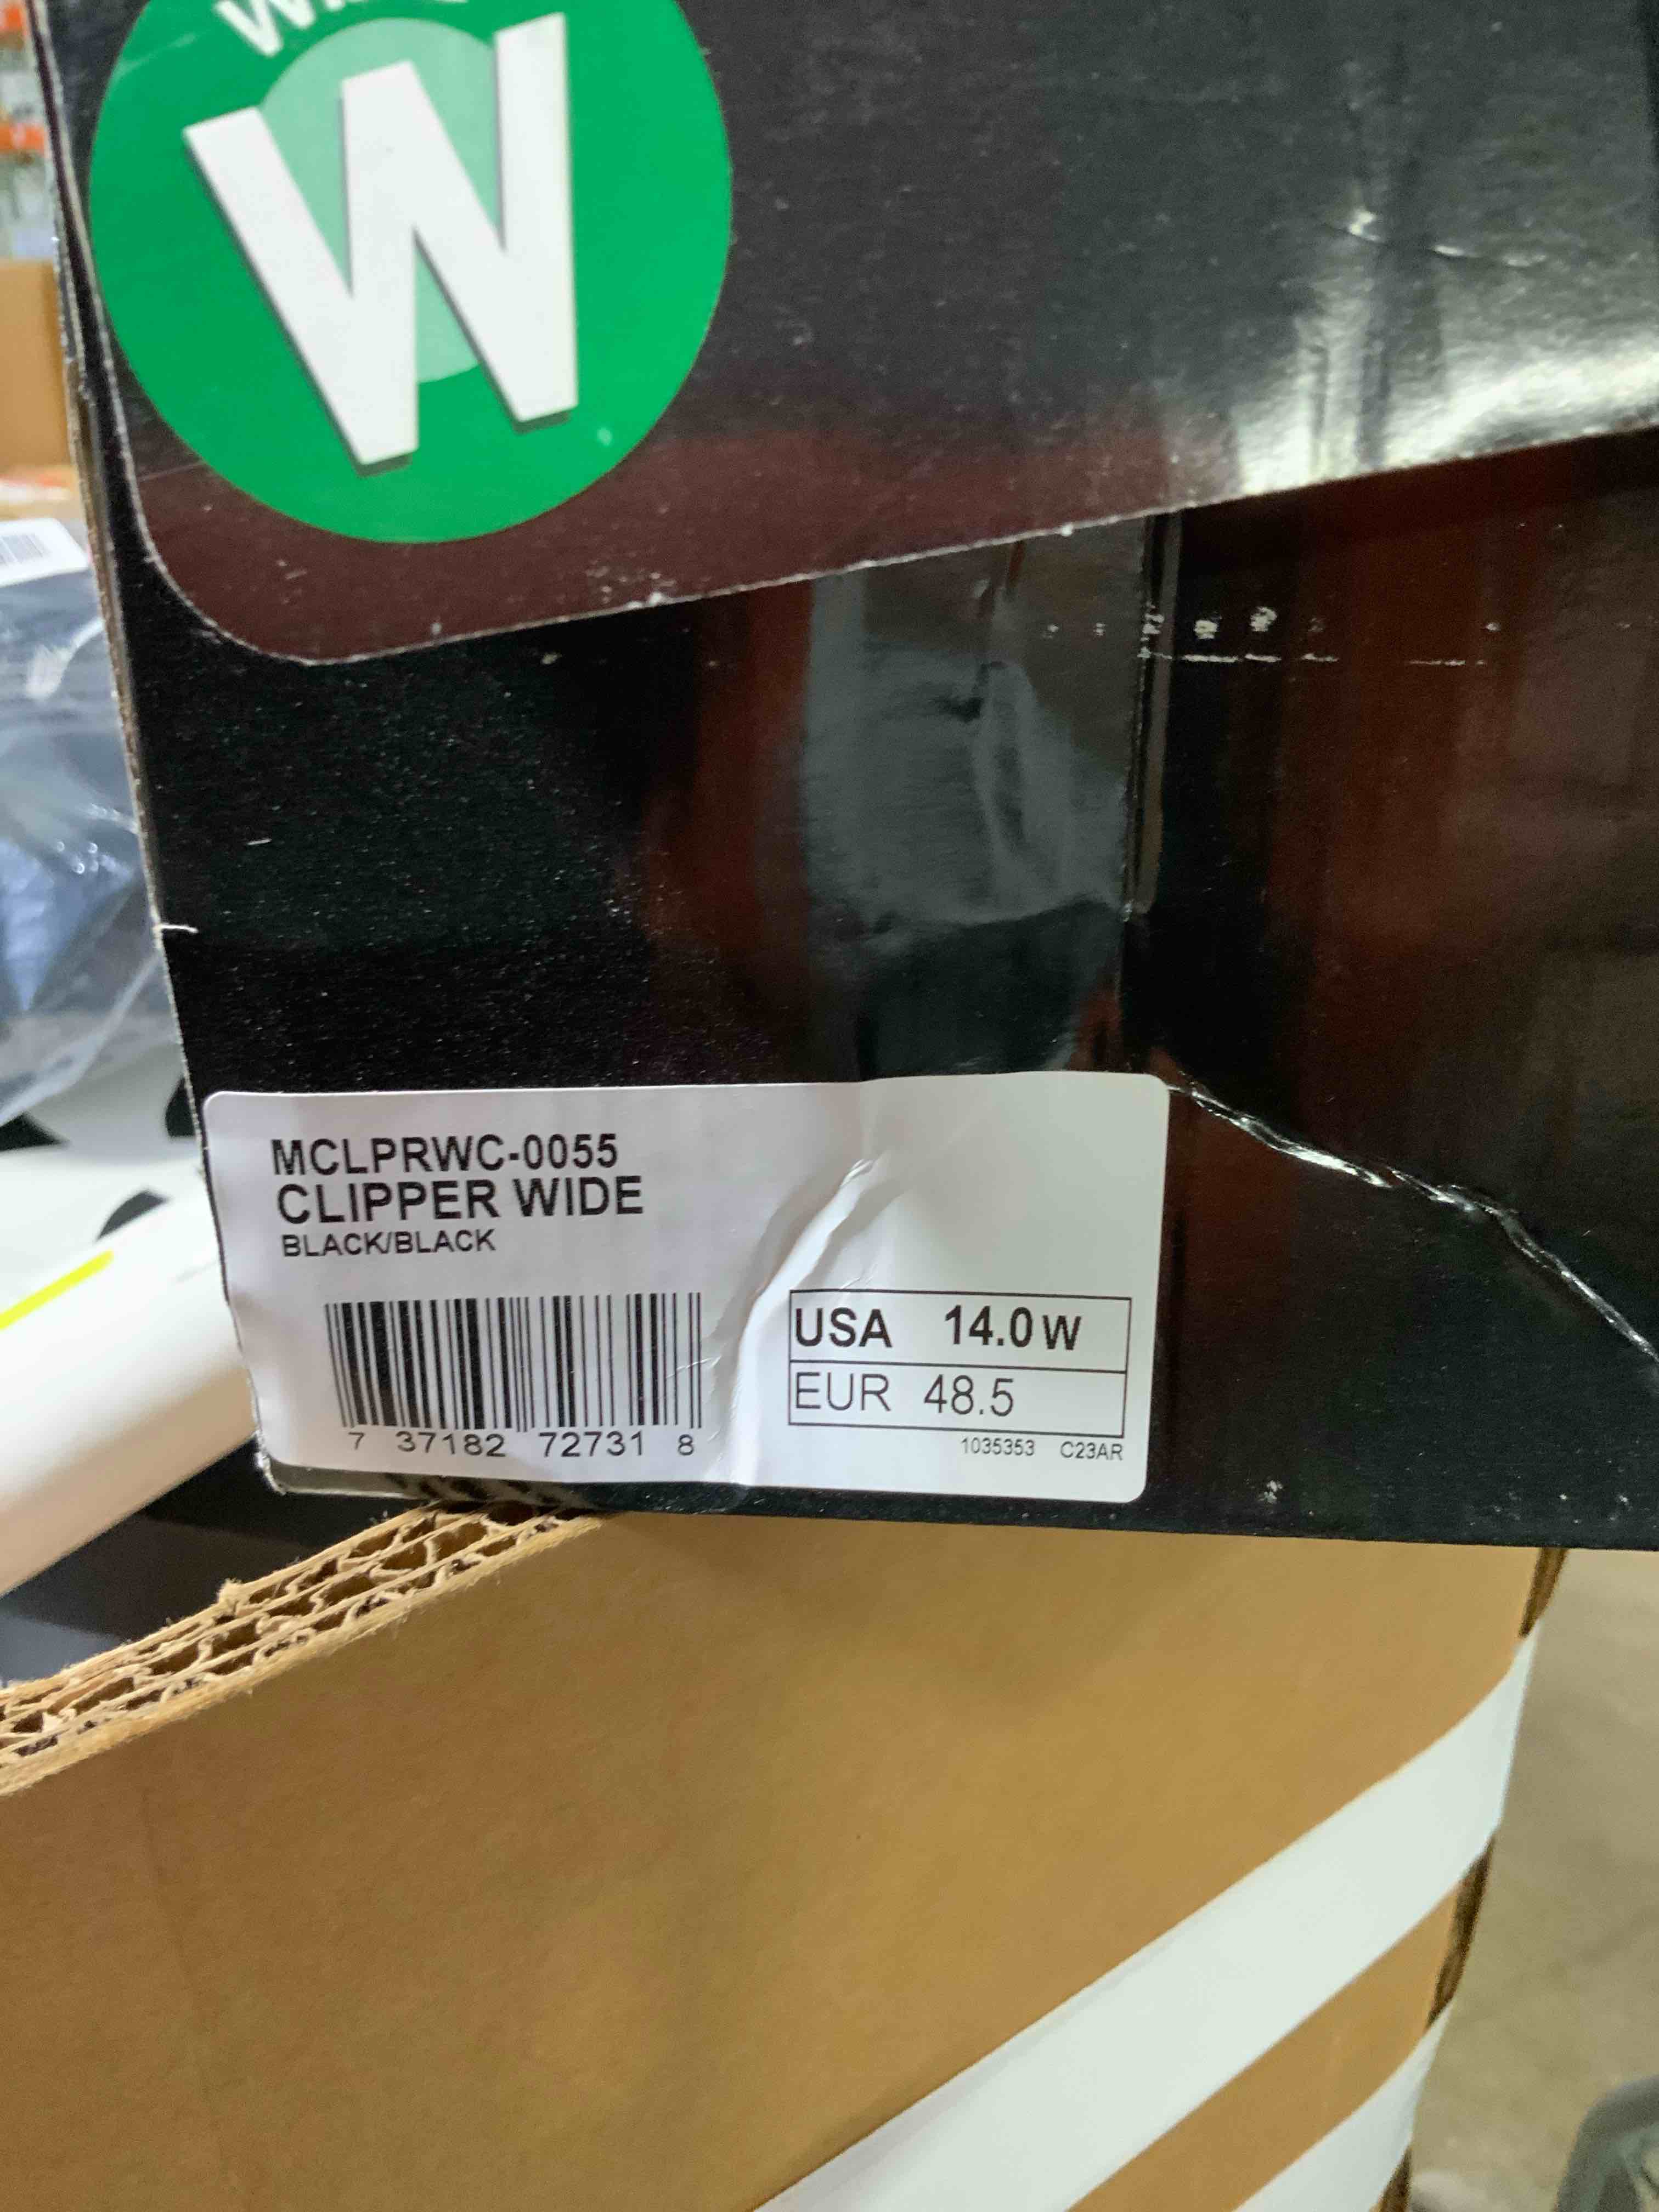 W
MCLPRWC-0055
CLIPPER WIDE
BLACK/BLACK
7 37182 72731 8
USA 14.0 W
EUR 48.5
1035353 C23AR